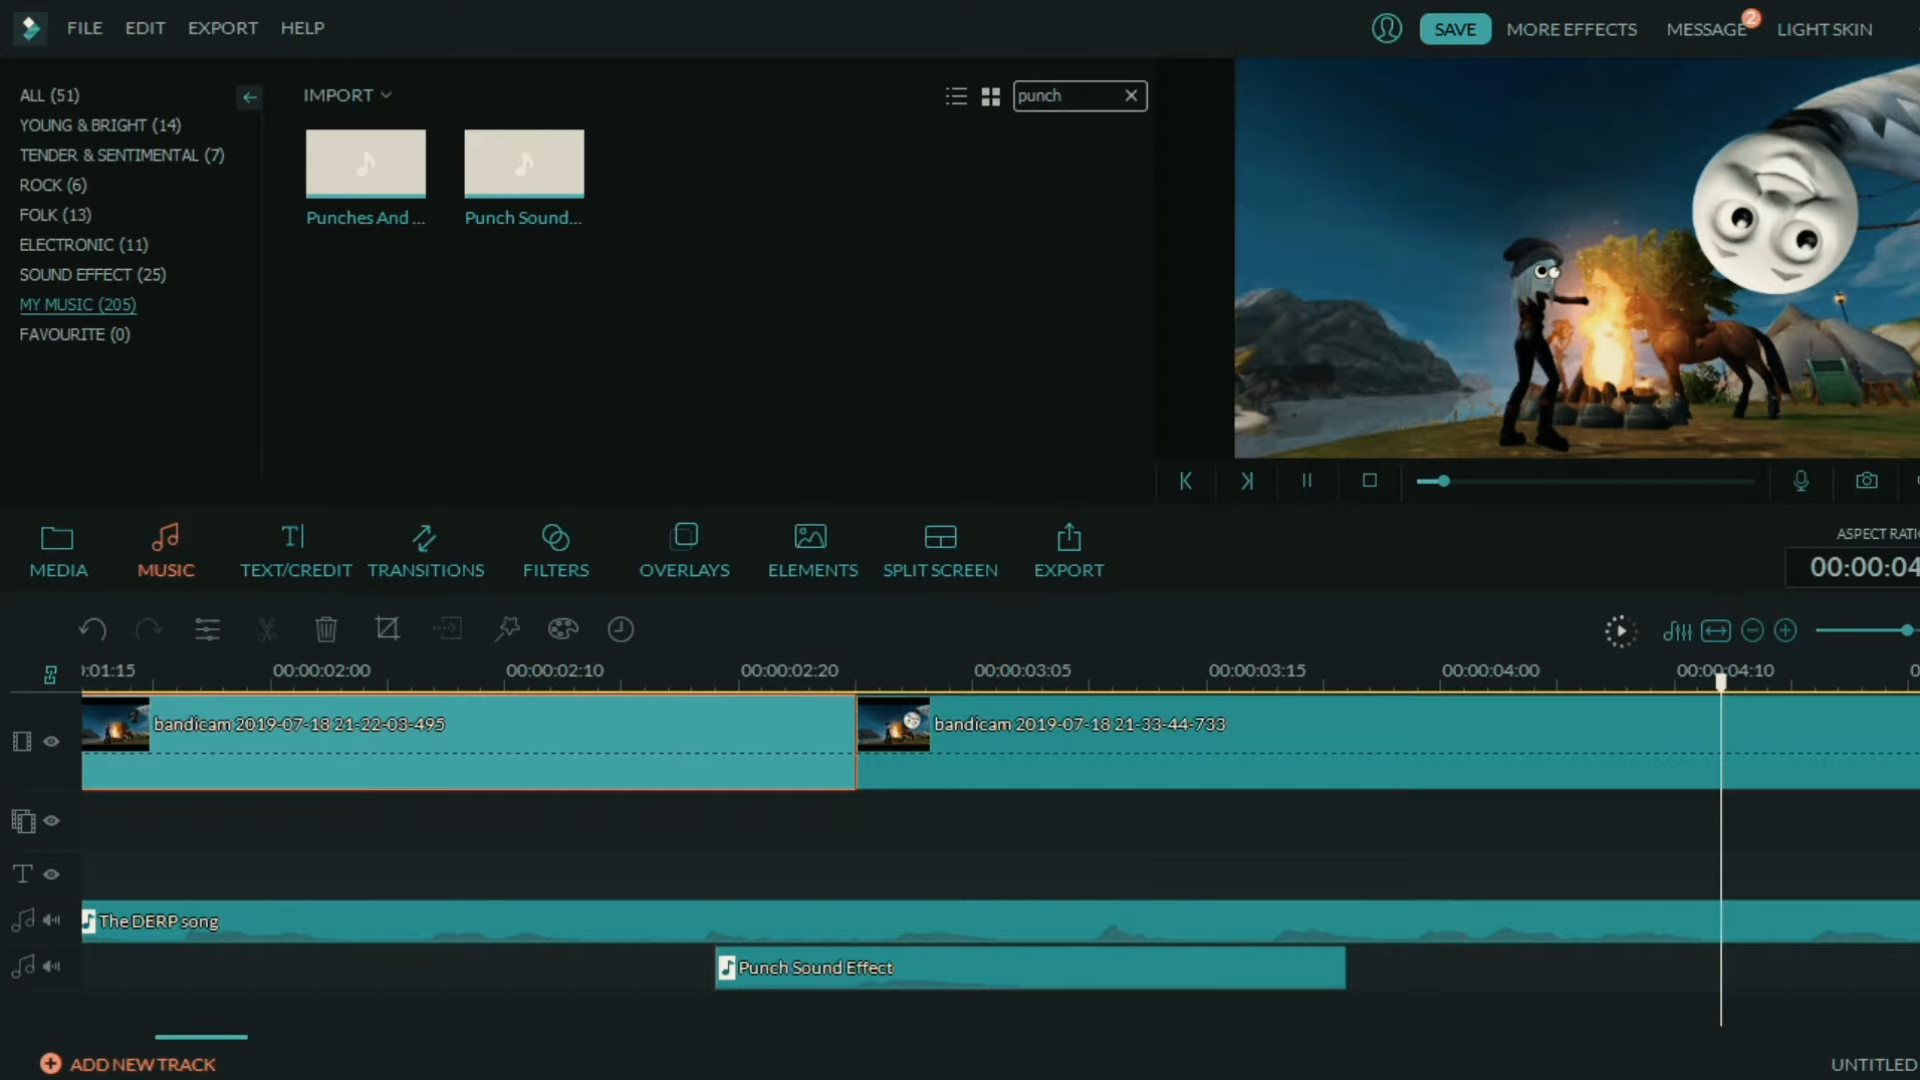 FILE EDIT EXPORT HELP
SAVE MORE EFFECTS MESSAGE 2 LIGHT SKIN
ALL (51)
YOUNG & BRIGHT (14)
TENDER & SENTIMENTAL (7)
ROCK (6)
FOLK (13)
ELECTRONIC (11)
SOUND EFFECT (25)
MY MUSIC (205)
FAVOURITE (0)
IMPORT
punch
Punches And ...
Punch Sound...
MEDIA MUSIC TEXT/CREDIT TRANSITIONS FILTERS OVERLAYS ELEMENTS SPLIT SCREEN EXPORT
ASPECT RATIO
00:00:04
:01:15 00:00:02:00 00:00:02:10 00:00:02:20 00:00:03:05 00:00:03:15 00:00:04:00 00:00:04:10
bandicam 2019-07-18 21-22-03-495
bandicam 2019-07-18 21-33-44-733
The DERP song
Punch Sound Effect
ADD NEW TRACK
UNTITLED